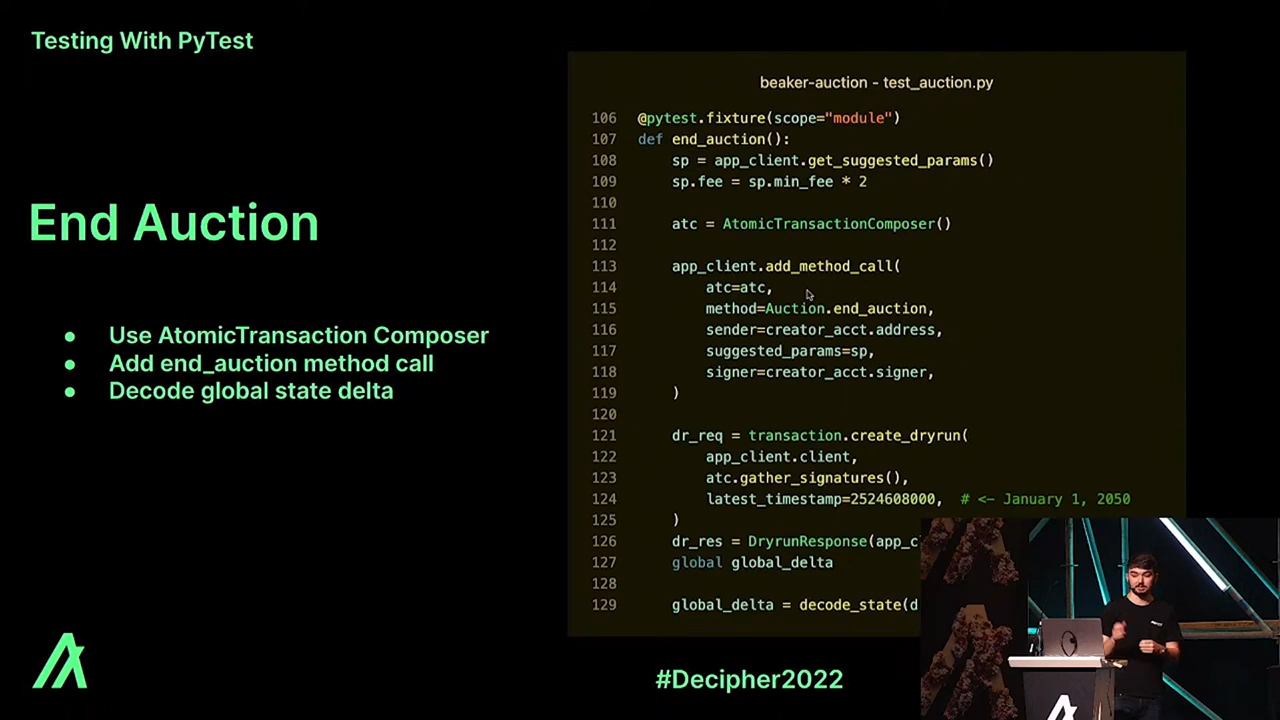 Testing With PyTest
End Auction
● Use AtomicTransaction Composer
● Add end_auction method call
● Decode global state delta
beaker-auction - test_auction.py
106 @pytest.fixture(scope="module")
107 def end_auction():
108     sp = app_client.get_suggested_params()
109     sp.fee = sp.min_fee * 2
110
111     atc = AtomicTransactionComposer()
112
113     app_client.add_method_call(
114         atc=atc,
115         method=Auction.end_auction,
116         sender=creator_acct.address,
117         suggested_params=sp,
118         signer=creator_acct.signer,
119     )
120
121     dr_req = transaction.create_dryrun(
122         app_client.client,
123         atc.gather_signatures(),
124         latest_timestamp=2524608000,  # <- January 1, 2050
125     )
126     dr_res = DryrunResponse(app_cl
127     global global_delta
128
129     global_delta = decode_state(d
#Decipher2022